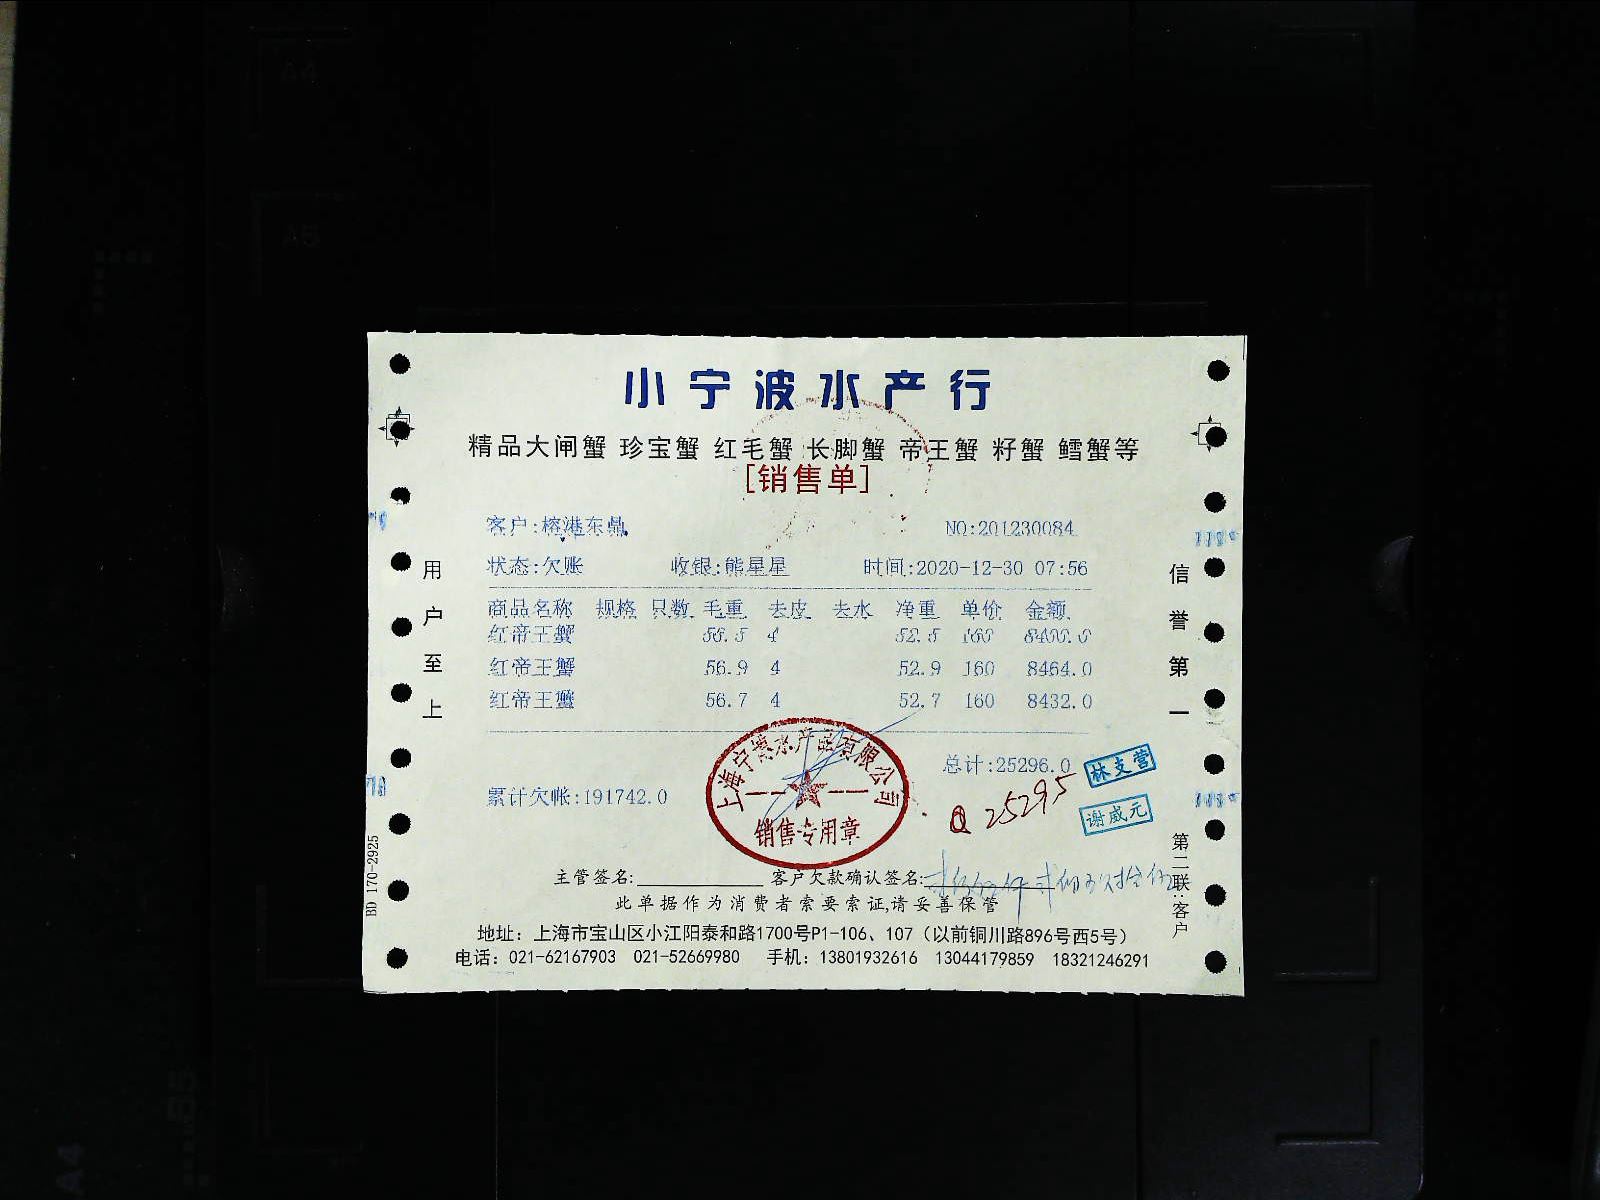 小宁波水产行
精品大闸蟹 珍宝蟹 红毛蟹 长脚蟹 帝王蟹 籽蟹 鳕蟹等
[销售单]
客户:榕港东鼎 NO:201230084
状态:欠账 收银:熊星星 时间:2020-12-30 07:56
商品名称 规格 只数 毛重 去皮 去水 净重 单价 金额
红帝王蟹 56.5 4 52.5 160 8400.0
红帝王蟹 56.9 4 52.9 160 8464.0
红帝王蟹 56.7 4 52.7 160 8432.0
总计:25296.0
累计欠帐:191742.0
25295
林支营
谢咸元
上海宁濠水产品有限公司
销售专用章
主管签名: 客户欠款确认签名:
此单据作为消费者索要索证,请妥善保管
地址：上海市宝山区小江阳泰和路1700号P1-106、107（以前铜川路896号西5号）
电话：021-62167903 021-52669980 手机：13801932616 13044179859 18321246291
用户至上
信誉第一
第二联:客户
BD 170-2925
A4
A5
B5
A4